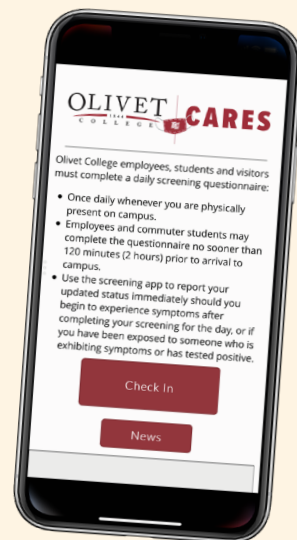 OLIVET CARES
1844
COLLEGE
Olivet College employees, students and visitors
must complete a daily screening questionnaire:
• Once daily whenever you are physically
present on campus.
• Employees and commuter students may
complete the questionnaire no sooner than
120 minutes (2 hours) prior to arrival to
campus.
• Use the screening app to report your
updated status immediately should you
begin to experience symptoms after
completing your screening for the day, or if
you have been exposed to someone who is
exhibiting symptoms or has tested positive.
Check In
News